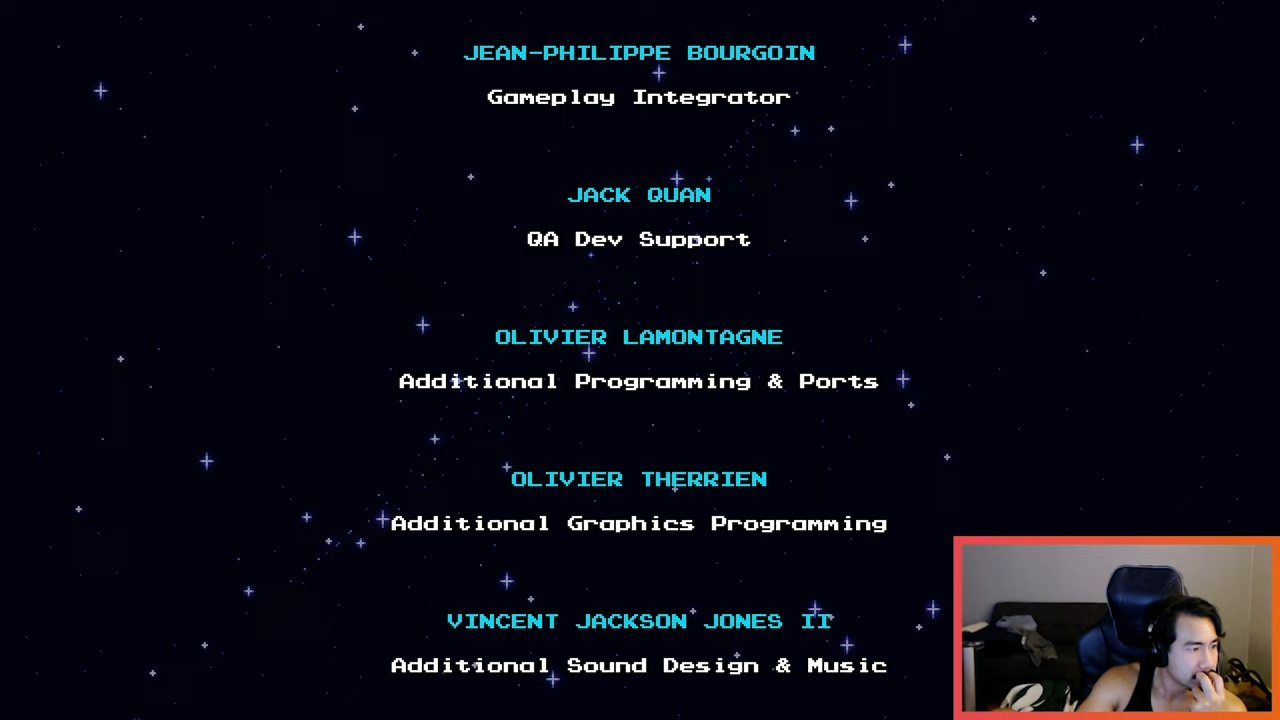 JEAN-PHILIPPE BOURGOIN
Gameplay Integrator
JACK QUAN
QA Dev Support
OLIVIER LAMONTAGNE
Additional Programming & Ports
OLIVIER THERRIEN
Additional Graphics Programming
VINCENT JACKSON JONES II
Additional Sound Design & Music